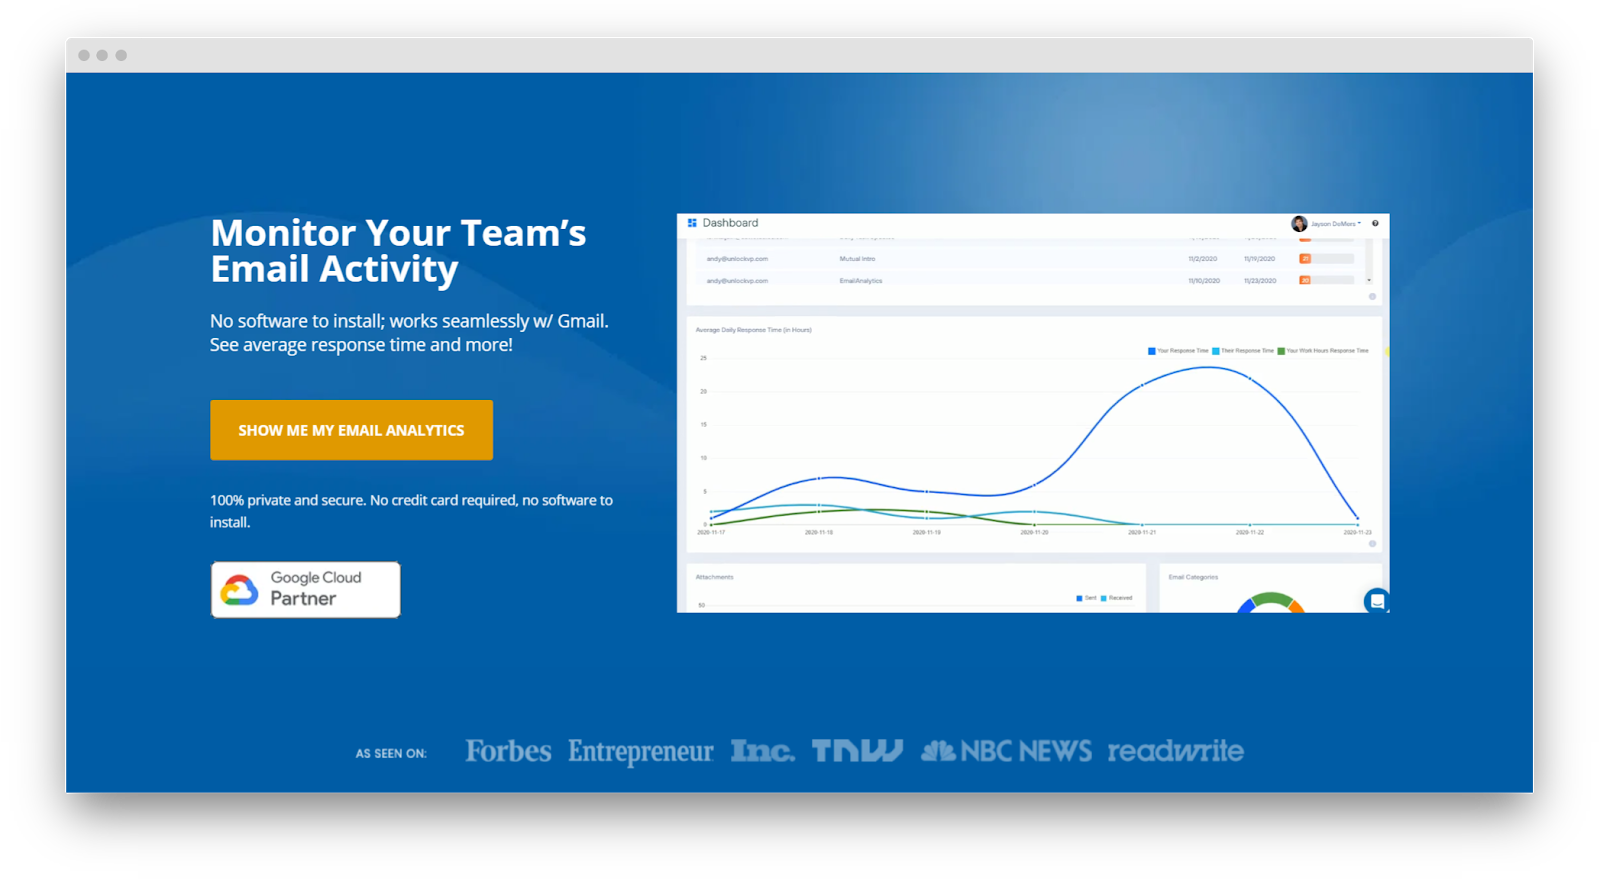 Monitor Your Team’s
Email Activity
No software to install; works seamlessly w/ Gmail.
See average response time and more!
SHOW ME MY EMAIL ANALYTICS
100% private and secure. No credit card required, no software to
install.
Google Cloud
Partner
Dashboard
Jayson DeMers
andy@unlockvp.com Mutual Intro 11/2/2020 11/19/2020 21
andy@unlockvp.com EmailAnalytics 11/10/2020 11/23/2020 20
Average Daily Response Time (in Hours)
Your Response Time Their Response Time Your Work Hours Response Time
25
20
15
10
5
0
2020-11-17 2020-11-18 2020-11-19 2020-11-20 2020-11-21 2020-11-22 2020-11-23
Attachments
Sent Received
50
Email Categories
AS SEEN ON:
Forbes Entrepreneur Inc. TNW NBC NEWS readwrite